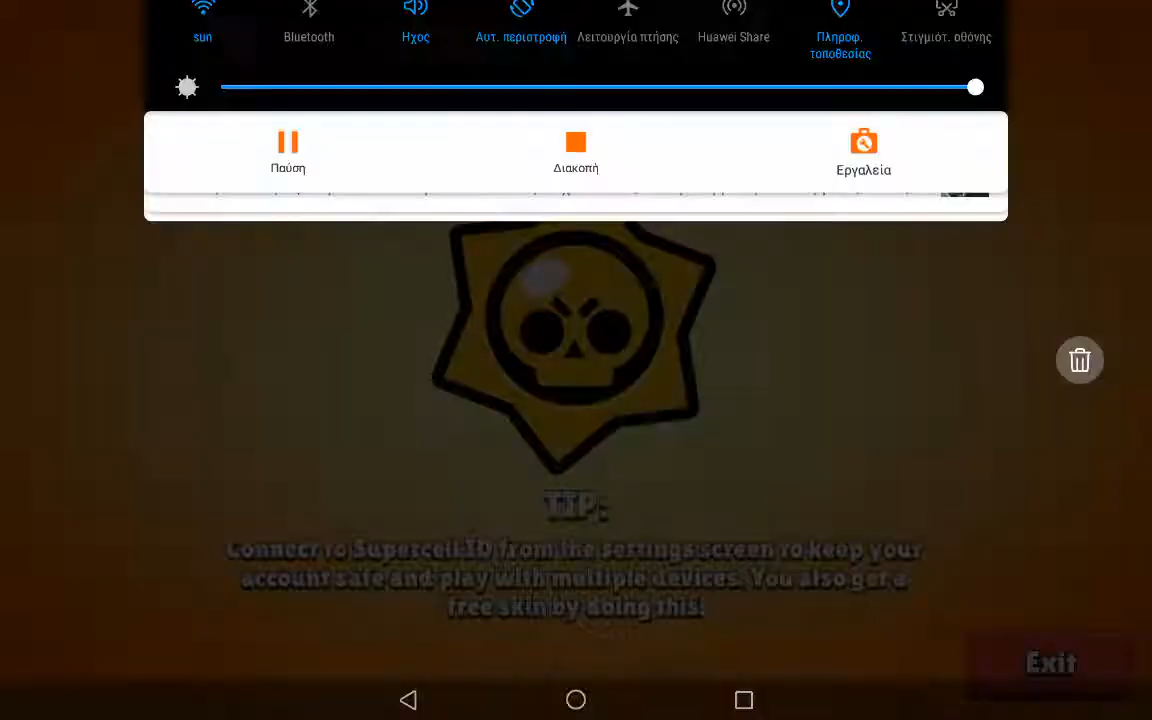 sun Bluetooth Ήχος Αυτ. περιστροφή Λειτουργία πτήσης Huawei Share Πληροφ. τοποθεσίας Στιγμιότ. οθόνης
Παύση Διακοπή Εργαλεία
TIP:
Connect to Supercell ID from the settings screen to keep your
account safe and play with multiple devices. You also get a
free skin by doing this!
Exit